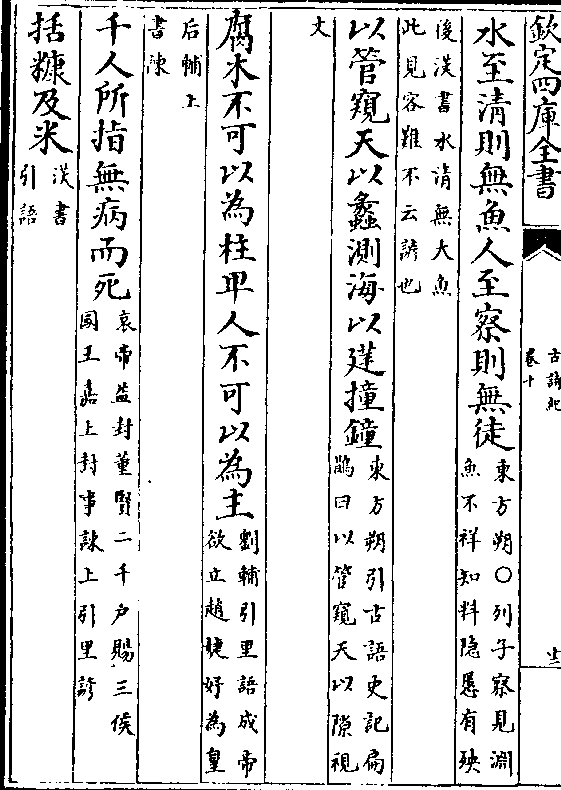 欽定四庫全書
古詩紀
卷十
水至清則無魚人至察則無徒
東方朔〇列子察見淵
魚不祥知料隱慝有殃
後漢書水清無大魚
此見容難不云諺也
以管窺天以蠡測海以莛撞鐘
東方朔引古語史記扁
鵲曰以管窺天以隙視
文
腐木不可以為柱卑人不可以為主
劉輔引里語成帝
欲立趙婕妤為皇
后輔上
書諫
千人所指無病而死
哀帝益封董賢二千户賜三侯
國王嘉上封事諫上引里諺
括糠及米
漢書
引語